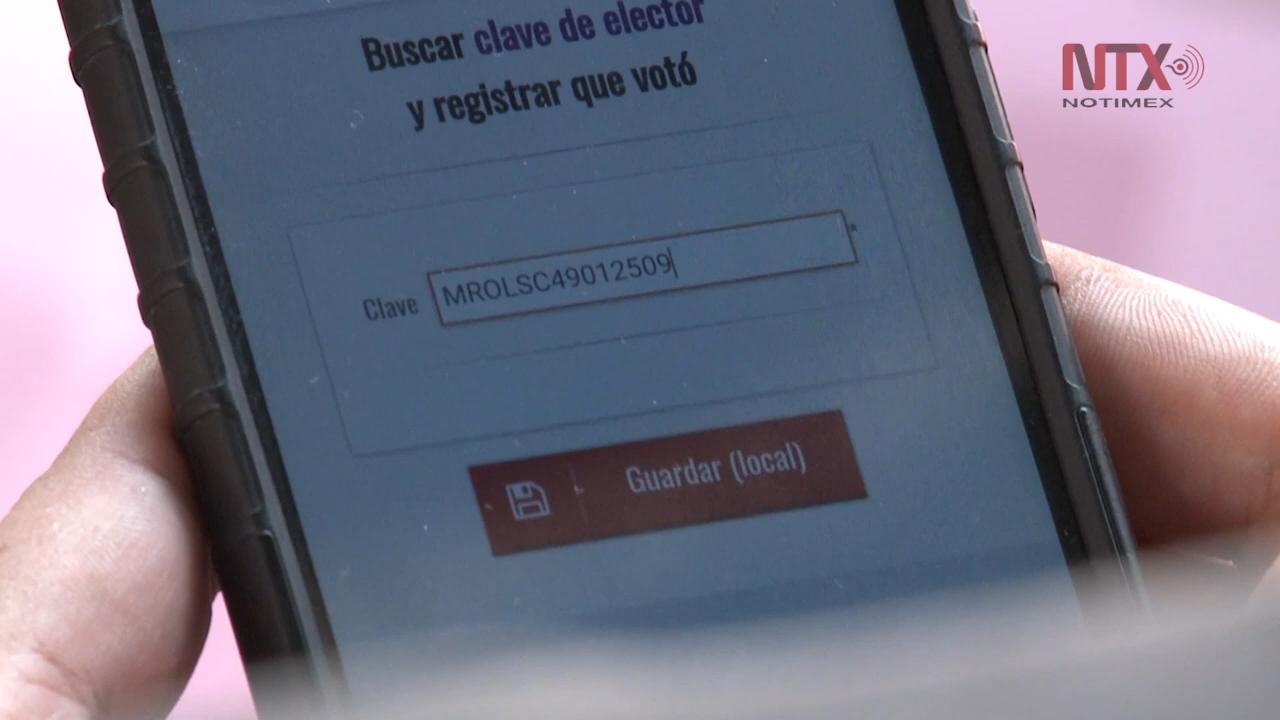 Buscar clave de elector
y registrar que votó
Clave MROLSC49012509 *
Guardar (local)
NTX
NOTIMEX